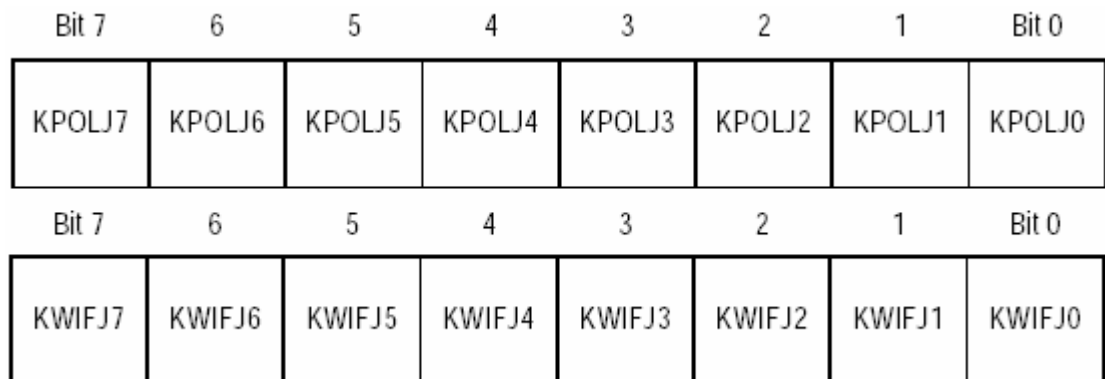 Bit 7 6 5 4 3 2 1 Bit 0
KPOLJ7 KPOLJ6 KPOLJ5 KPOLJ4 KPOLJ3 KPOLJ2 KPOLJ1 KPOLJ0
Bit 7 6 5 4 3 2 1 Bit 0
KWIFJ7 KWIFJ6 KWIFJ5 KWIFJ4 KWIFJ3 KWIFJ2 KWIFJ1 KWIFJ0